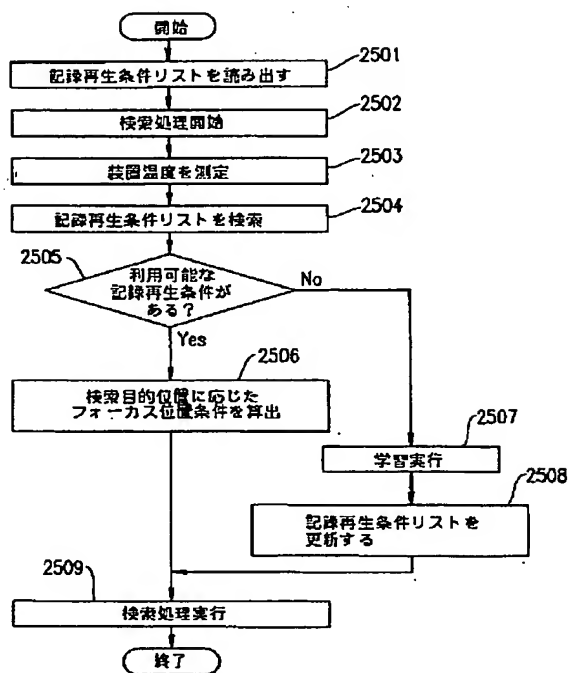 開始
2501
記録再生条件リストを読み出す
2502
検索処理開始
2503
装置温度を測定
2504
記録再生条件リストを検索
2505
利用可能な
記録再生条件が
ある?
No
Yes
2506
検索目的位置に応じた
フォーカス位置条件を算出
2507
学習実行
2508
記録再生条件リストを
更新する
2509
検索処理実行
終了